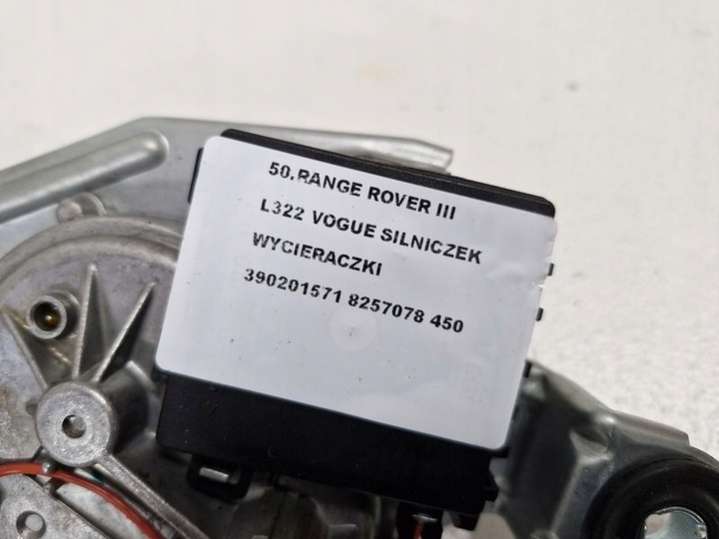 50.RANGE ROVER III
L322 VOGUE SILNICZEK
WYCIERACZKI
390201571 8257078 450